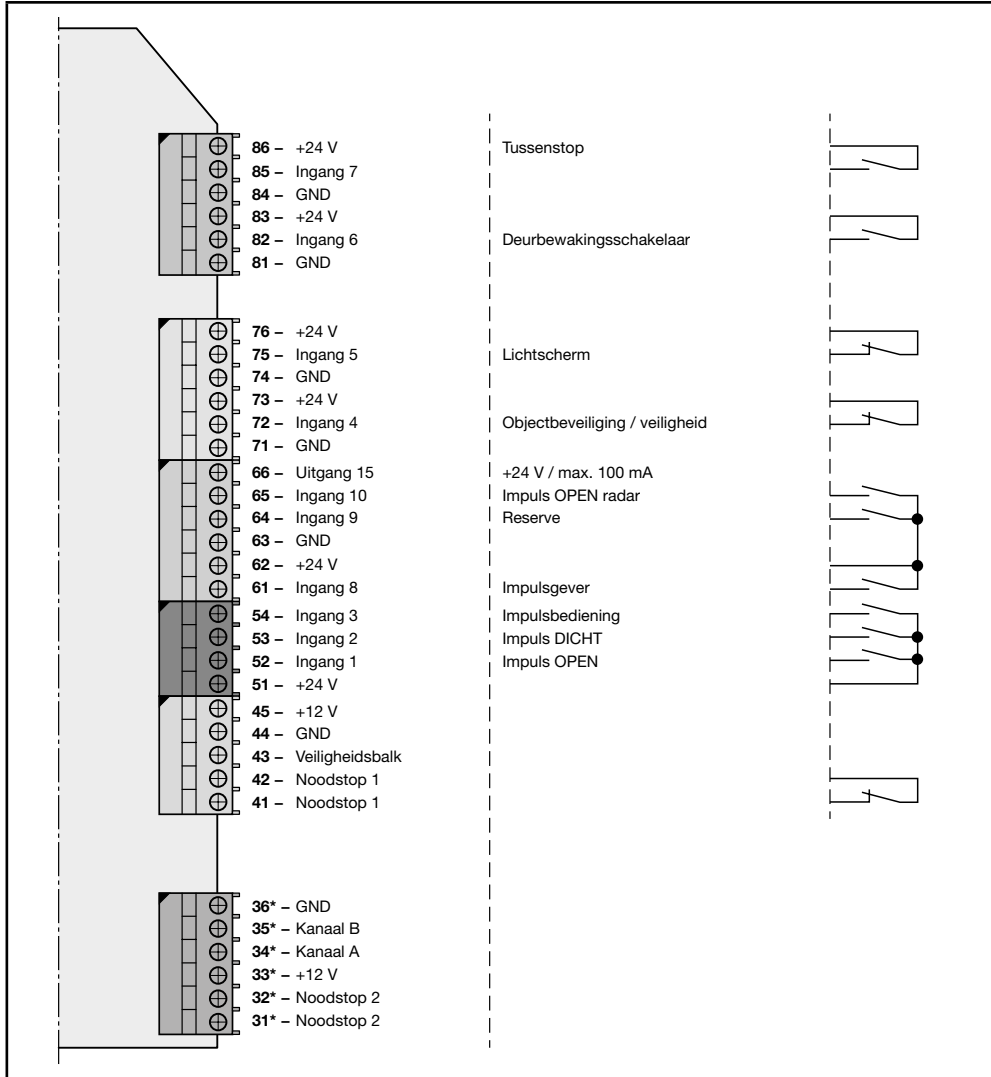 86 – +24 V Tussenstop
85 – Ingang 7
84 – GND
83 – +24 V
82 – Ingang 6 Deurbewakingsschakelaar
81 – GND
76 – +24 V
75 – Ingang 5 Lichtscherm
74 – GND
73 – +24 V
72 – Ingang 4 Objectbeveiliging / veiligheid
71 – GND
66 – Uitgang 15 +24 V / max. 100 mA
65 – Ingang 10 Impuls OPEN radar
64 – Ingang 9 Reserve
63 – GND
62 – +24 V
61 – Ingang 8 Impulsgever
54 – Ingang 3 Impulsbediening
53 – Ingang 2 Impuls DICHT
52 – Ingang 1 Impuls OPEN
51 – +24 V
45 – +12 V
44 – GND
43 – Veiligheidsbalk
42 – Noodstop 1
41 – Noodstop 1
36* – GND
35* – Kanaal B
34* – Kanaal A
33* – +12 V
32* – Noodstop 2
31* – Noodstop 2